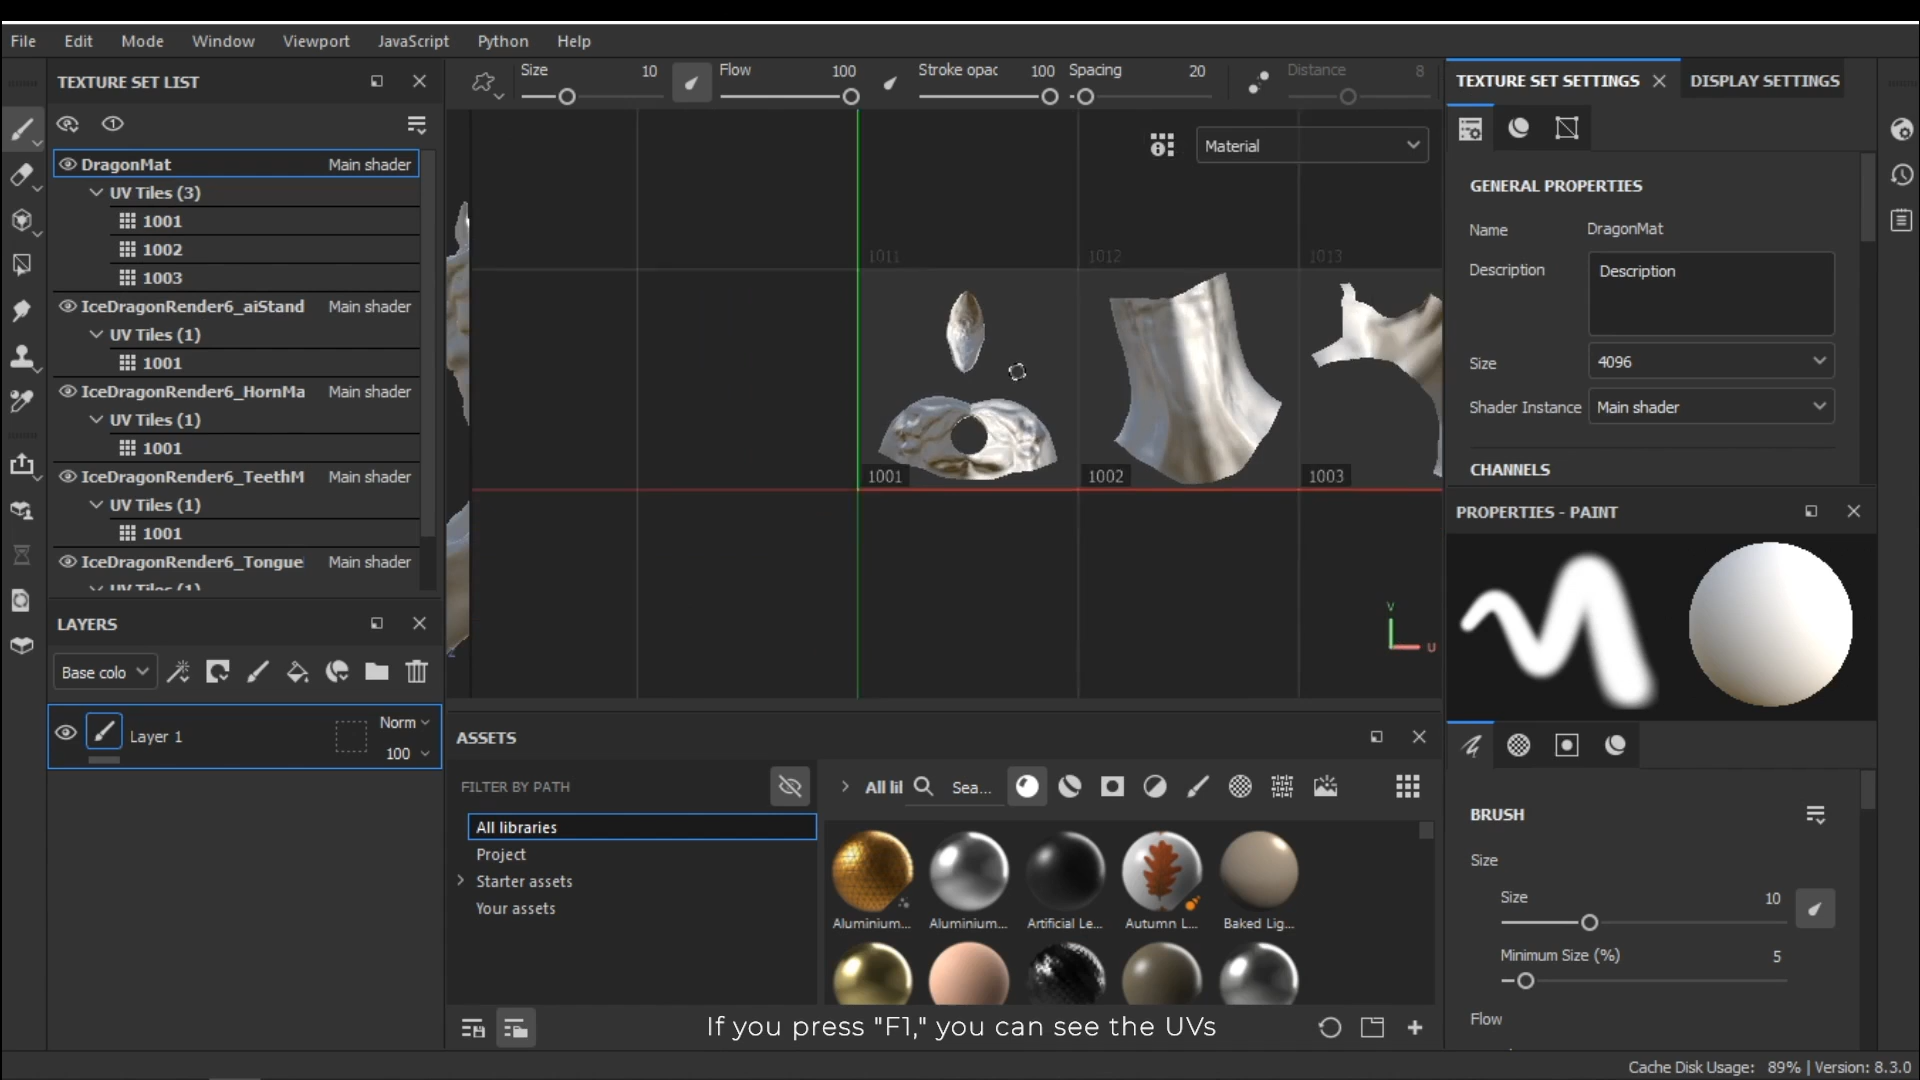 File Edit Mode Window Viewport JavaScript Python Help
TEXTURE SET LIST
Size 10 Flow 100 Stroke opac 100 Spacing 20 Distance 8
TEXTURE SET SETTINGS DISPLAY SETTINGS
DragonMat Main shader
UV Tiles (3)
1001
1002
1003
IceDragonRender6_aiStand Main shader
UV Tiles (1)
1001
IceDragonRender6_HornMa Main shader
UV Tiles (1)
1001
IceDragonRender6_TeethM Main shader
UV Tiles (1)
1001
IceDragonRender6_Tongue Main shader
UV Tiles (1)
Material
1011 1012 1013
1001 1002 1003
V
U
GENERAL PROPERTIES
Name DragonMat
Description Description
Size 4096
Shader Instance Main shader
CHANNELS
PROPERTIES - PAINT
LAYERS
Base colo
Layer 1 Norm
100
ASSETS
FILTER BY PATH
All lib Sea...
All libraries
Project
Starter assets
Your assets
Aluminium... Aluminium... Artificial Le... Autumn L... Baked Lig...
BRUSH
Size
Size 10
Minimum Size (%) 5
Flow
If you press "F1," you can see the UVs
Cache Disk Usage: 89% | Version: 8.3.0